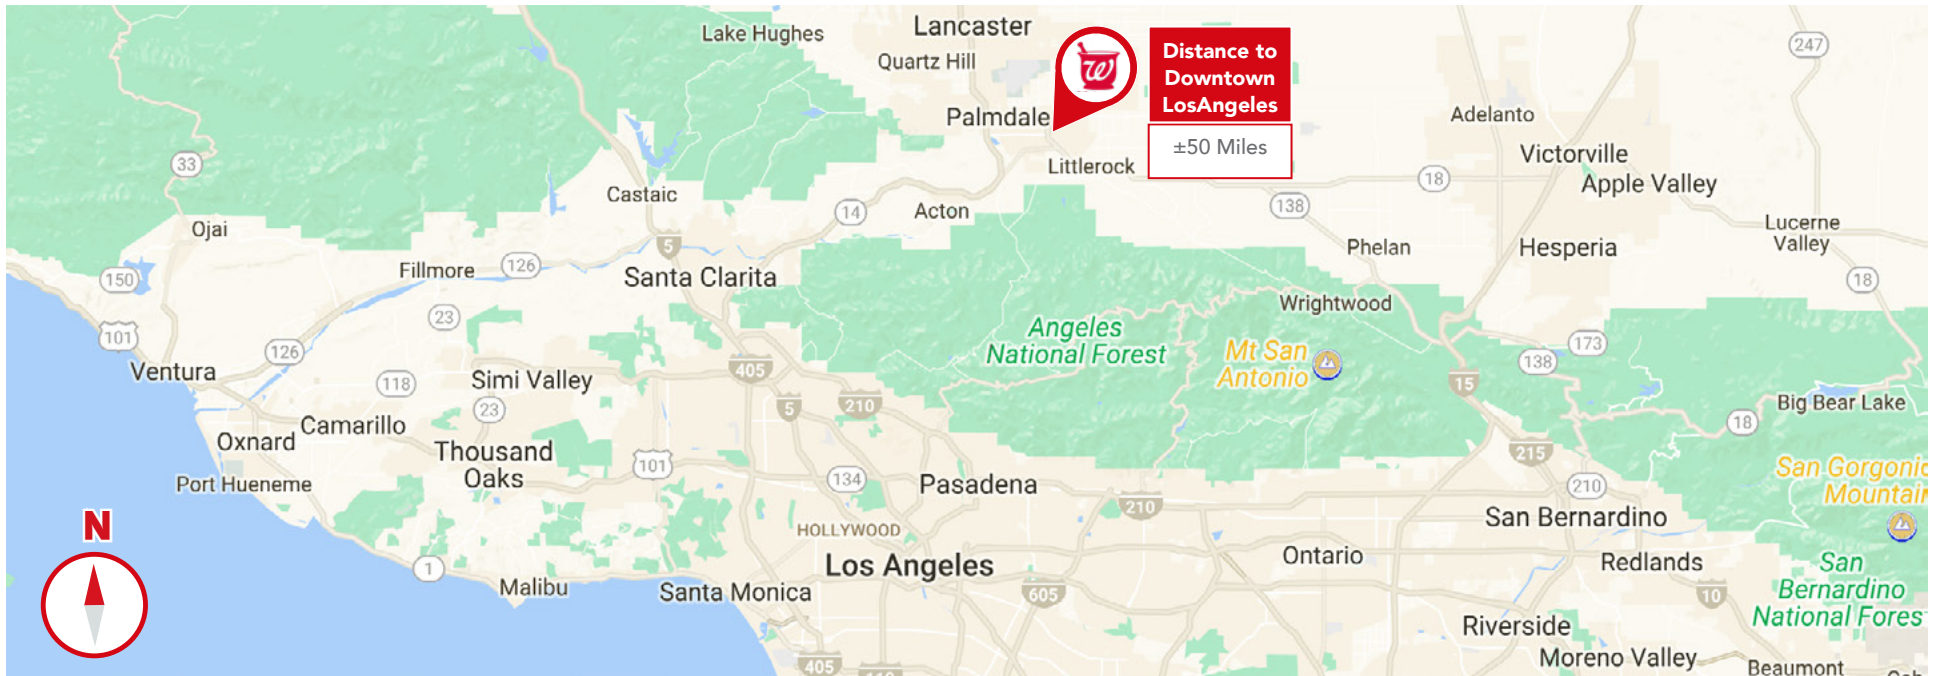 Lake Hughes
Lancaster
Quartz Hill
Palmdale
Distance to
Downtown
LosAngeles
±50 Miles
247
Adelanto
Victorville
Apple Valley
Littlerock
33
Castaic
Ojai
14
Acton
138
18
Lucerne
Valley
Phelan
Hesperia
5
150
Fillmore
126
Santa Clarita
18
Wrightwood
23
101
126
Angeles
National Forest
Mt San
Antonio
138
173
Ventura
118
Simi Valley
405
15
23
5
210
Big Bear Lake
18
Camarillo
Oxnard
Thousand
Oaks
101
134
Pasadena
215
San Gorgonio
Mountain
Port Hueneme
210
210
N
HOLLYWOOD
San Bernardino
Los Angeles
Ontario
Redlands
San
Bernardino
National Fores
1
Malibu
Santa Monica
605
10
Riverside
Moreno Valley
405
Beaumont